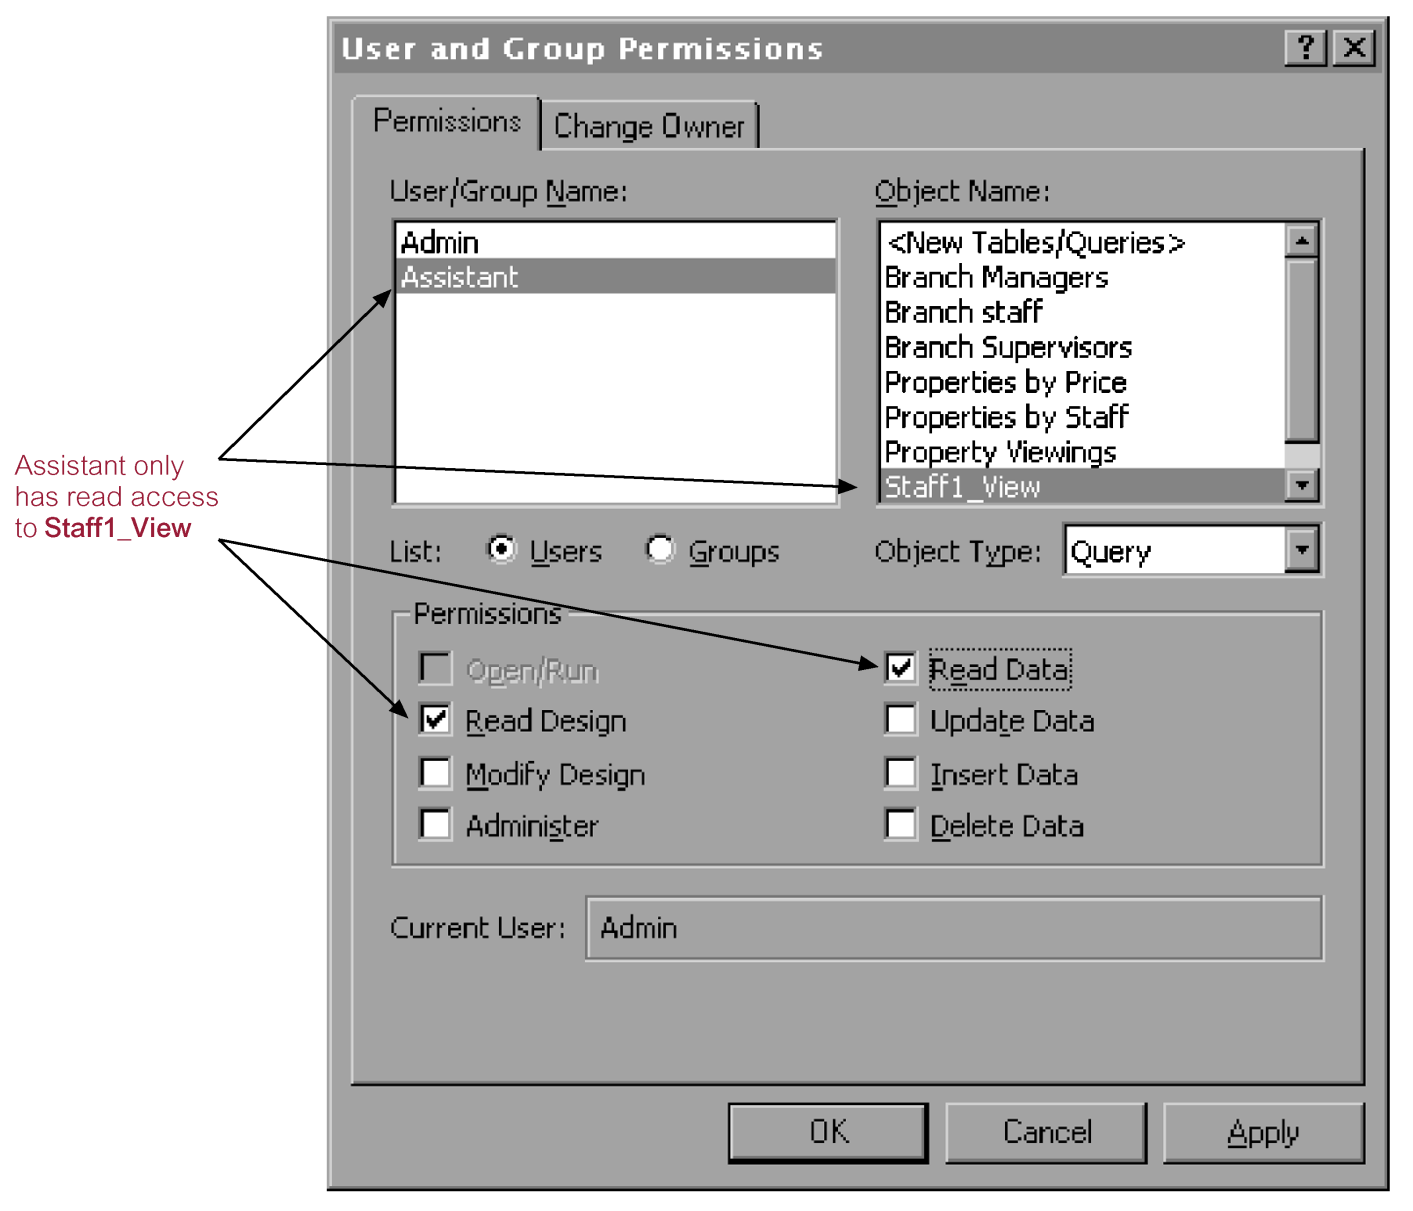 User and Group Permissions
Permissions
Change Owner
User/Group Name:
Admin
Assistant
Object Name:
<New Tables/Queries>
Branch Managers
Branch staff
Branch Supervisors
Properties by Price
Properties by Staff
Property Viewings
Staff1_View
Assistant only
has read access
to Staff1_View
List: Users Groups
Object Type: Query
Permissions
Open/Run
Read Design
Modify Design
Administer
Read Data
Update Data
Insert Data
Delete Data
Current User: Admin
OK Cancel Apply